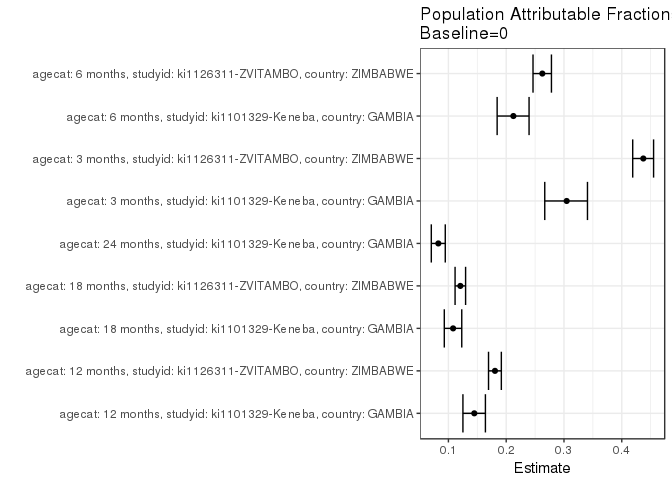 Population Attributable Fraction
Baseline=0
agecat: 6 months, studyid: ki1126311-ZVITAMBO, country: ZIMBABWE
agecat: 6 months, studyid: ki1101329-Keneba, country: GAMBIA
agecat: 3 months, studyid: ki1126311-ZVITAMBO, country: ZIMBABWE
agecat: 3 months, studyid: ki1101329-Keneba, country: GAMBIA
agecat: 24 months, studyid: ki1101329-Keneba, country: GAMBIA
agecat: 18 months, studyid: ki1126311-ZVITAMBO, country: ZIMBABWE
agecat: 18 months, studyid: ki1101329-Keneba, country: GAMBIA
agecat: 12 months, studyid: ki1126311-ZVITAMBO, country: ZIMBABWE
agecat: 12 months, studyid: ki1101329-Keneba, country: GAMBIA
0.1 0.2 0.3 0.4
Estimate